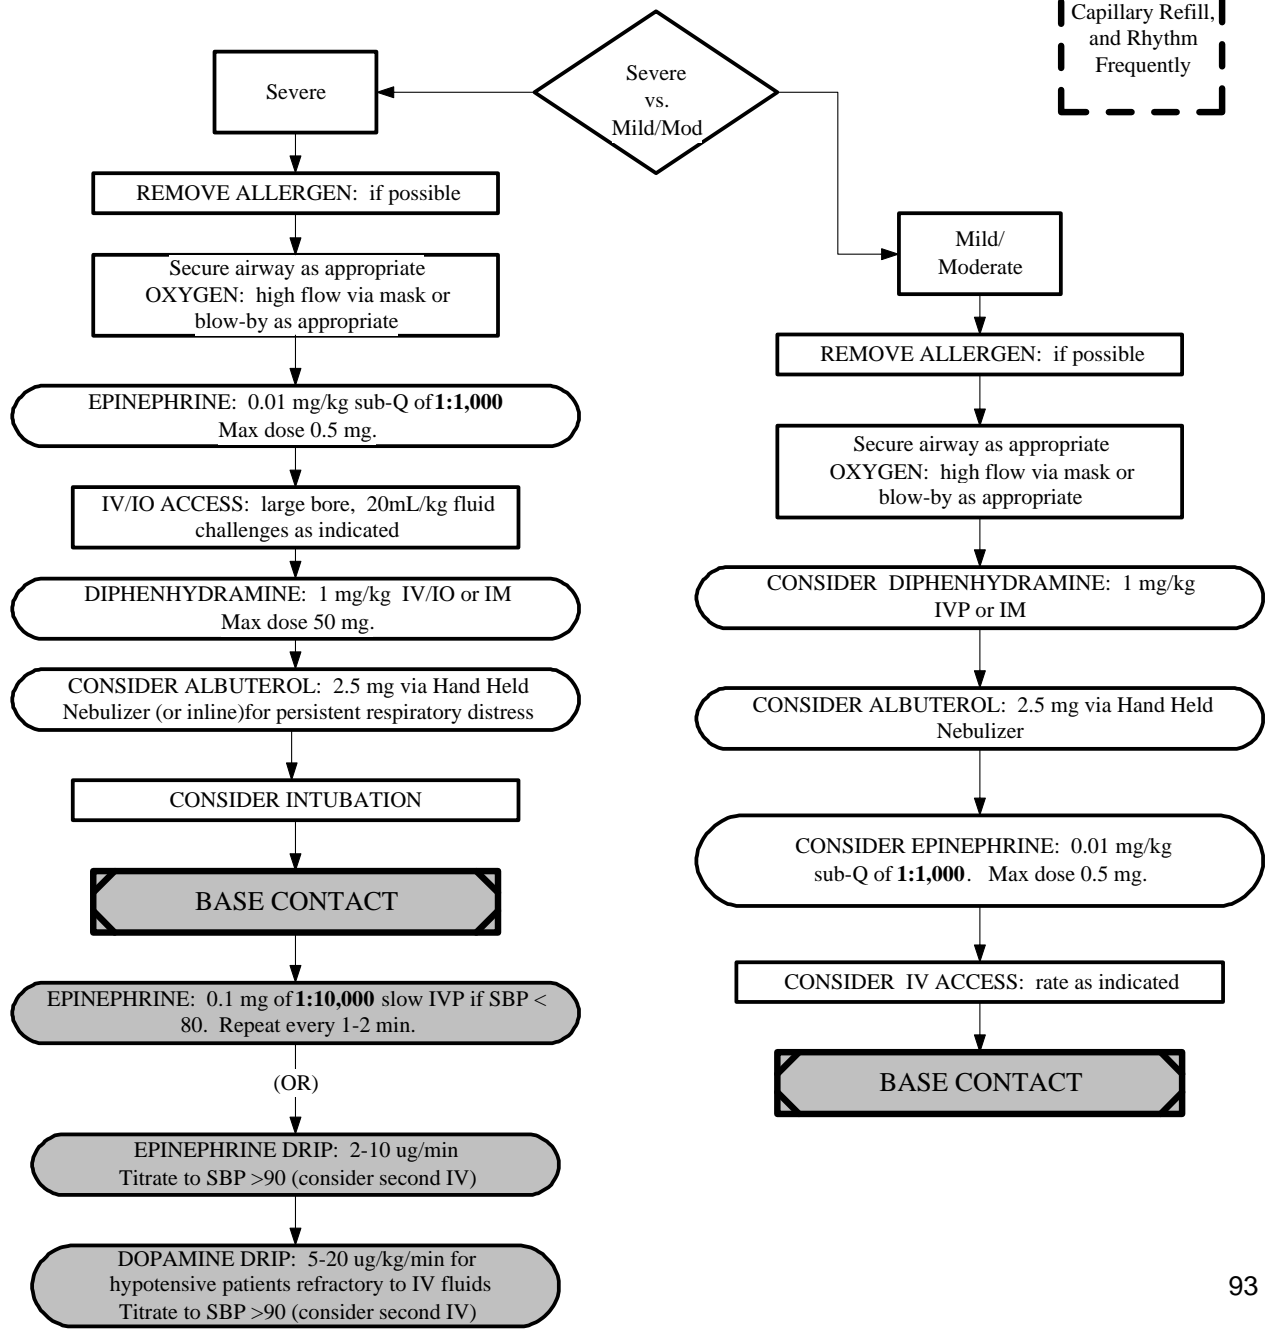 Capillary Refill,
and Rhythm
Frequently
Severe
vs.
Mild/Mod
Severe
REMOVE ALLERGEN: if possible
Secure airway as appropriate
OXYGEN: high flow via mask or
blow-by as appropriate
EPINEPHRINE: 0.01 mg/kg sub-Q of 1:1,000
Max dose 0.5 mg.
IV/IO ACCESS: large bore, 20mL/kg fluid
challenges as indicated
DIPHENHYDRAMINE: 1 mg/kg IV/IO or IM
Max dose 50 mg.
CONSIDER ALBUTEROL: 2.5 mg via Hand Held
Nebulizer (or inline)for persistent respiratory distress
CONSIDER INTUBATION
BASE CONTACT
EPINEPHRINE: 0.1 mg of 1:10,000 slow IVP if SBP <
80. Repeat every 1-2 min.
(OR)
EPINEPHRINE DRIP: 2-10 ug/min
Titrate to SBP >90 (consider second IV)
DOPAMINE DRIP: 5-20 ug/kg/min for
hypotensive patients refractory to IV fluids
Titrate to SBP >90 (consider second IV)
Mild/
Moderate
REMOVE ALLERGEN: if possible
Secure airway as appropriate
OXYGEN: high flow via mask or
blow-by as appropriate
CONSIDER DIPHENHYDRAMINE: 1 mg/kg
IVP or IM
CONSIDER ALBUTEROL: 2.5 mg via Hand Held
Nebulizer
CONSIDER EPINEPHRINE: 0.01 mg/kg
sub-Q of 1:1,000. Max dose 0.5 mg.
CONSIDER IV ACCESS: rate as indicated
BASE CONTACT
93